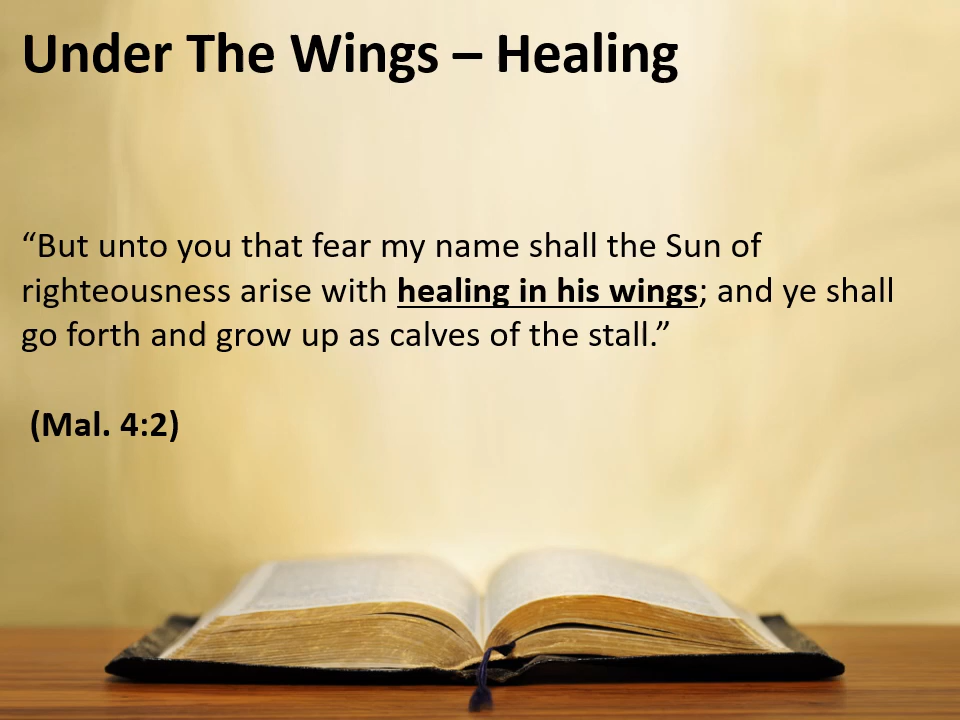 Under The Wings – Healing
“But unto you that fear my name shall the Sun of
righteousness arise with healing in his wings; and ye shall
go forth and grow up as calves of the stall.”
(Mal. 4:2)